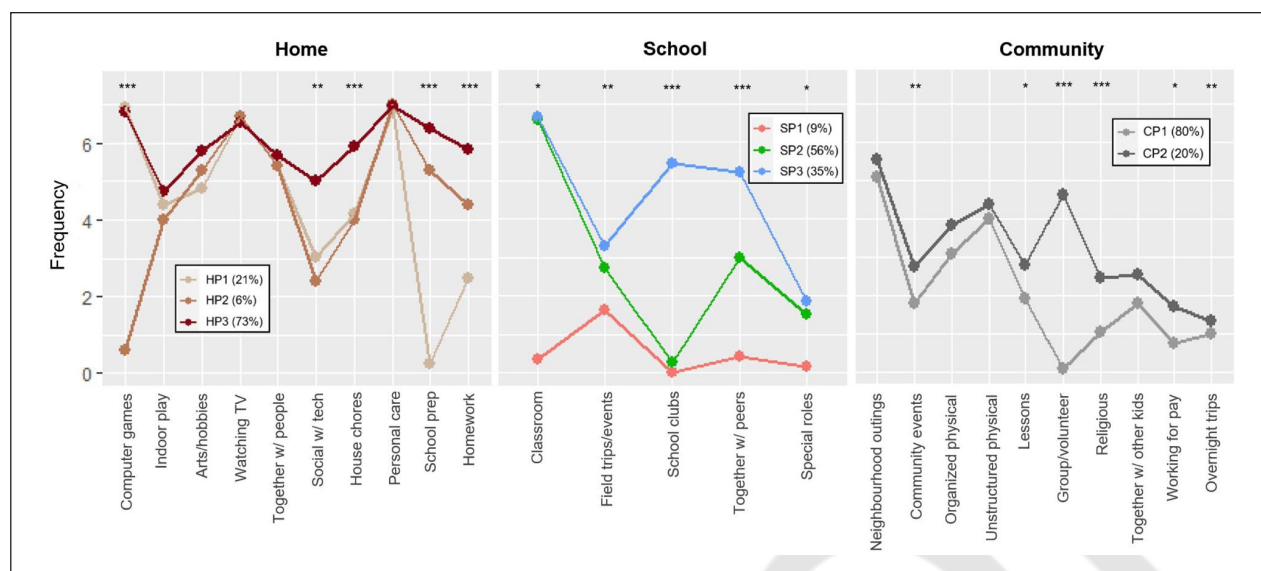 Home
School
Community
*** ** *** *** ***
* ** *** *** *
** * *** *** * **
Frequency
6
4
2
0
HP1 (21%)
HP2 (6%)
HP3 (73%)
SP1 (9%)
SP2 (56%)
SP3 (35%)
CP1 (80%)
CP2 (20%)
Computer games
Indoor play
Arts/hobbies
Watching TV
Together w/ people
Social w/ tech
House chores
Personal care
School prep
Homework
Classroom
Field trips/events
School clubs
Together w/ peers
Special roles
Neighbourhood outings
Community events
Organized physical
Unstructured physical
Lessons
Group/volunteer
Religious
Together w/ other kids
Working for pay
Overnight trips